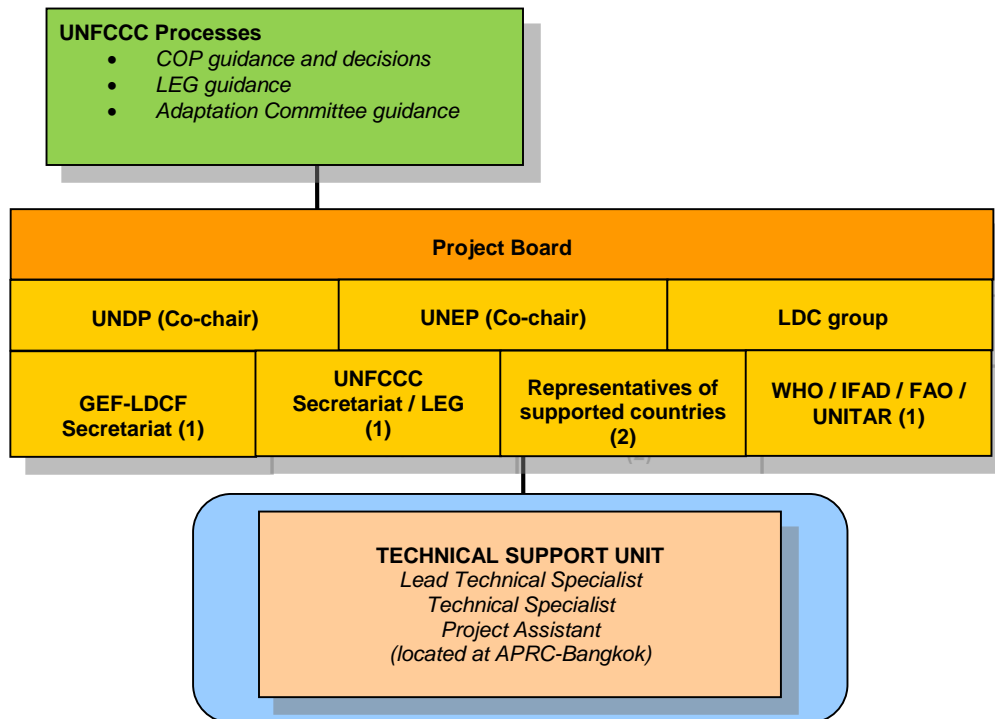 UNFCCC Processes
• COP guidance and decisions
• LEG guidance
• Adaptation Committee guidance
Project Board
UNDP (Co-chair)
UNEP (Co-chair)
LDC group
GEF-LDCF
Secretariat (1)
UNFCCC
Secretariat / LEG
(1)
Representatives of
supported countries
(2)
WHO / IFAD / FAO /
UNITAR (1)
TECHNICAL SUPPORT UNIT
Lead Technical Specialist
Technical Specialist
Project Assistant
(located at APRC-Bangkok)